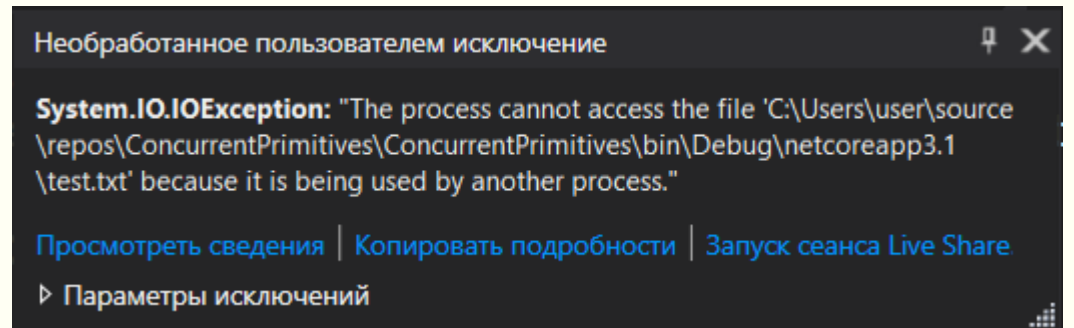 Необработанное пользователем исключение
System.IO.IOException: "The process cannot access the file 'C:\Users\user\source
\repos\ConcurrentPrimitives\ConcurrentPrimitives\bin\Debug\netcoreapp3.1
\test.txt' because it is being used by another process."
Просмотреть сведения | Копировать подробности | Запуск сеанса Live Share
Параметры исключений